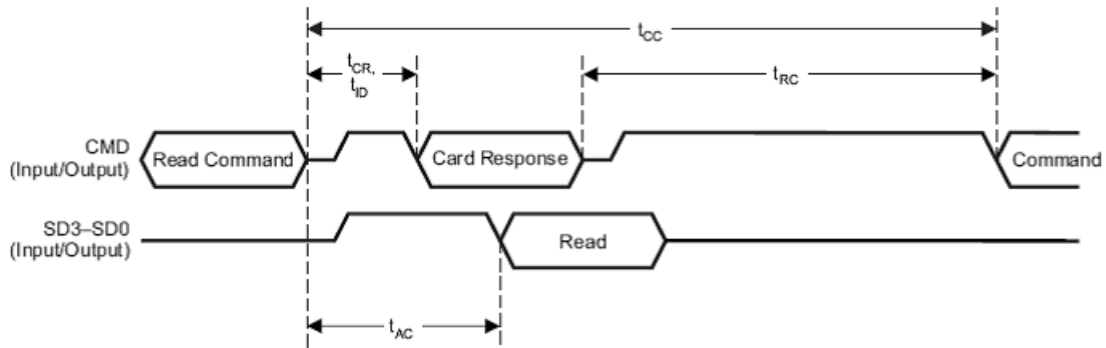 tCC
tCR,
tID
tRC
CMD
(Input/Output)
Read Command
Card Response
Command
SD3–SD0
(Input/Output)
Read
tAC